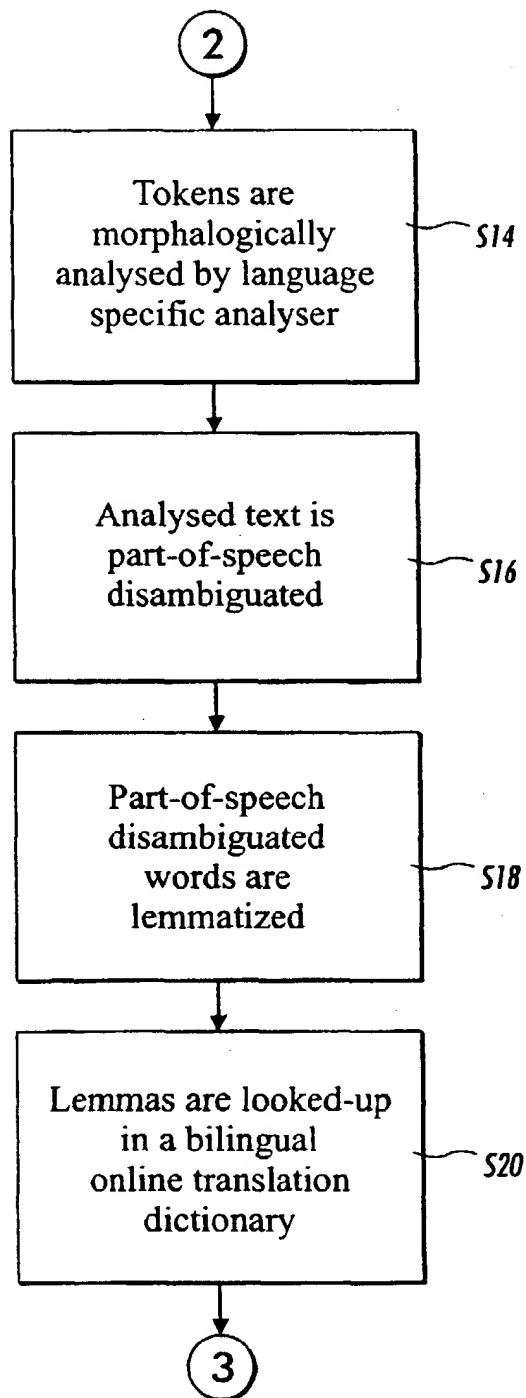 2
Tokens are
morphalogically
analysed by language
specific analyser
S14
Analysed text is
part-of-speech
disambiguated
S16
Part-of-speech
disambiguated
words are
lemmatized
S18
Lemmas are looked-up
in a bilingual
online translation
dictionary
S20
3